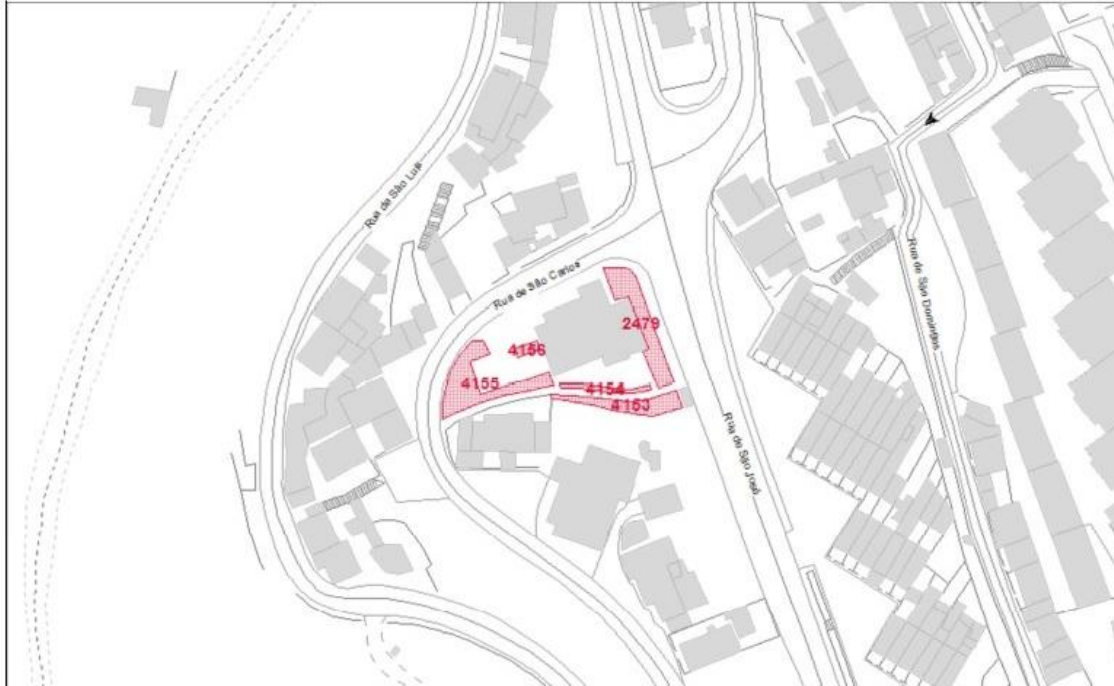 Rua de São Luís
Rua de São Carlos
2479
4156
4155
4154
4153
Rua de São Domingos
Rua de São José